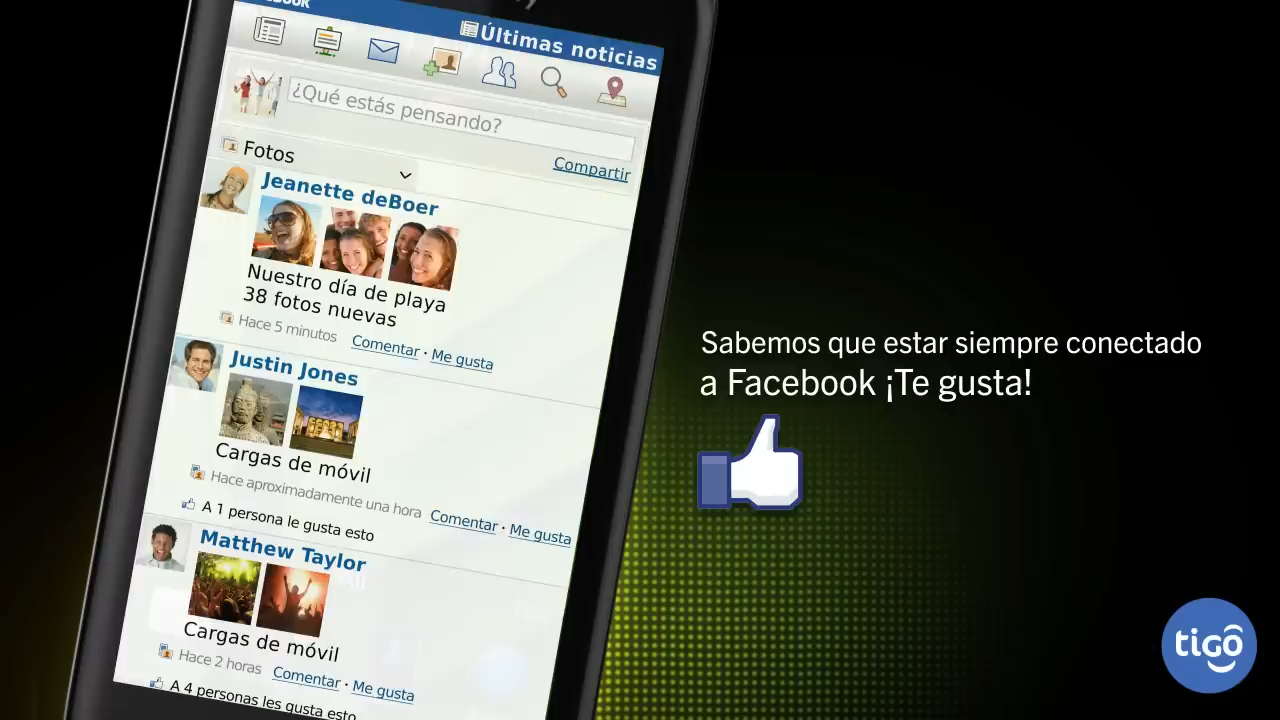 Últimas noticias
¿Qué estás pensando?
Compartir
Fotos
Jeanette deBoer
Nuestro día de playa
38 fotos nuevas
Hace 5 minutos Comentar · Me gusta
Justin Jones
Cargas de móvil
Hace aproximadamente una hora Comentar · Me gusta
A 1 persona le gusta esto
Matthew Taylor
Cargas de móvil
Hace 2 horas Comentar · Me gusta
A 4 personas les gusta esto
Sabemos que estar siempre conectado
a Facebook ¡Te gusta!
tigo